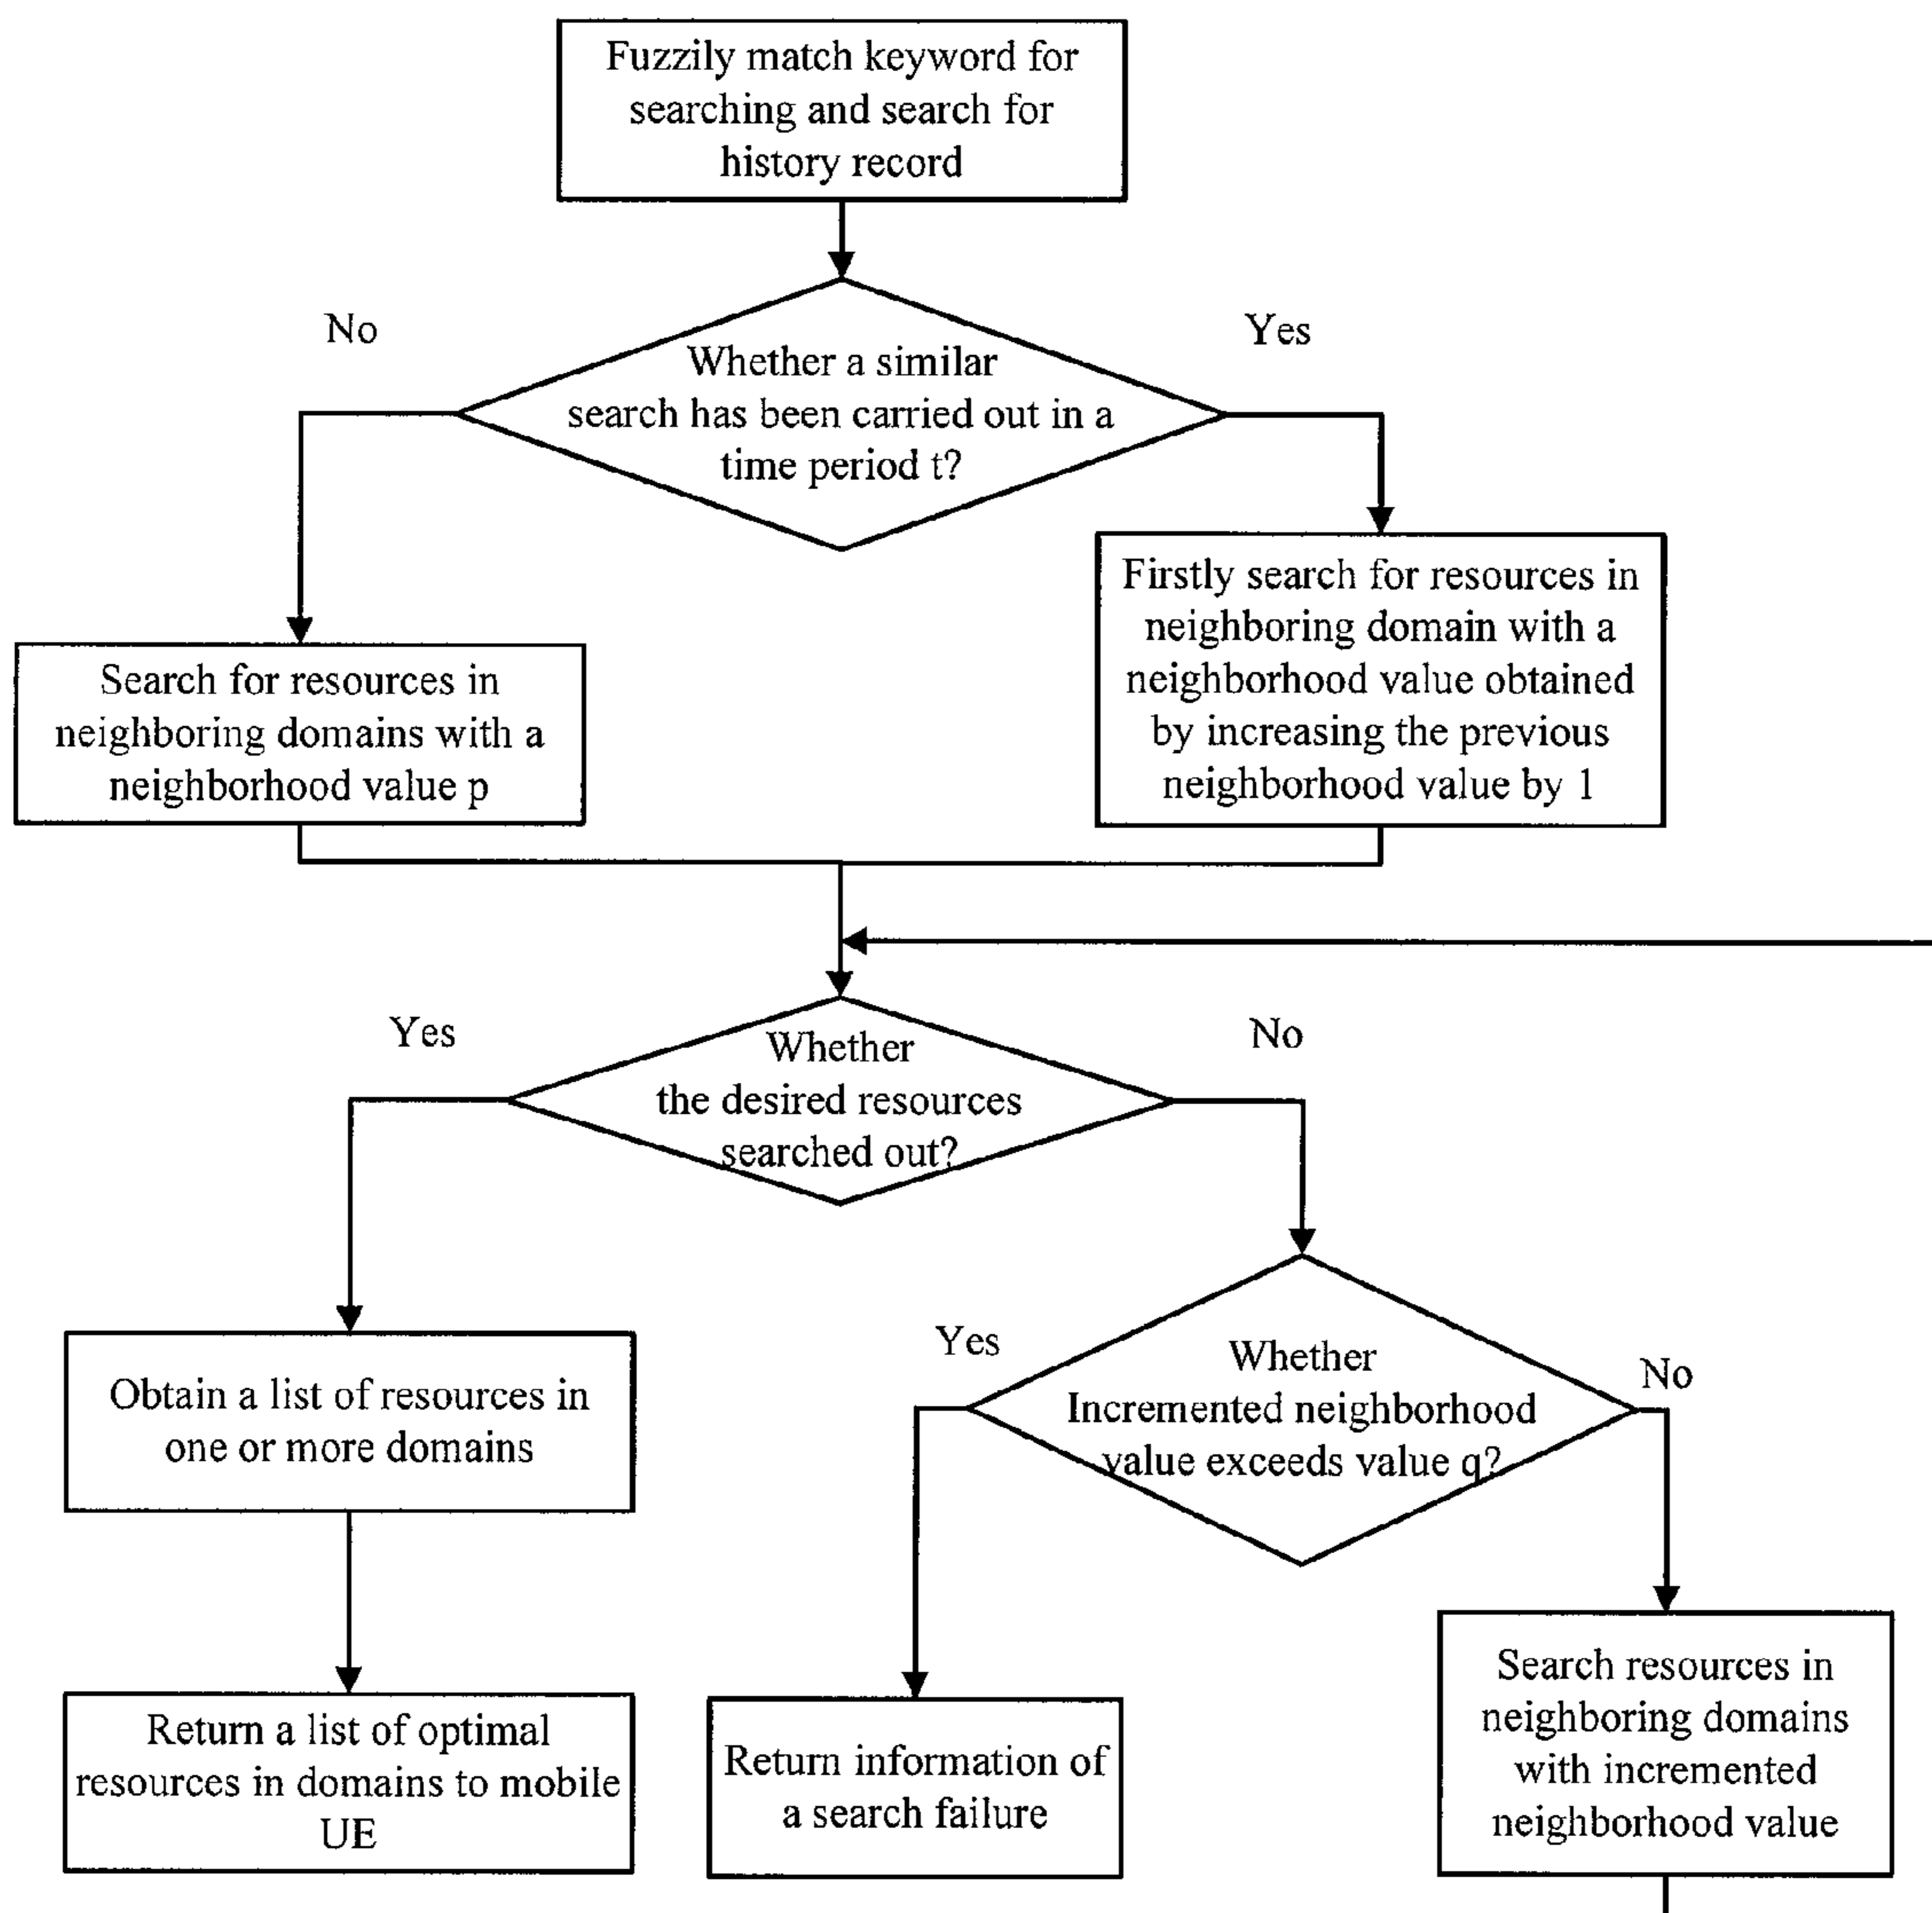 Fuzzily match keyword for
searching and search for
history record
No
Yes
Whether a similar
search has been carried out in a
time period t?
Firstly search for resources in
neighboring domain with a
neighborhood value obtained
by increasing the previous
neighborhood value by 1
Search for resources in
neighboring domains with a
neighborhood value p
Yes
No
Whether
the desired resources
searched out?
Yes
Whether
Incremented neighborhood
value exceeds value q?
No
Obtain a list of resources in
one or more domains
Return a list of optimal
resources in domains to mobile
UE
Return information of
a search failure
Search resources in
neighboring domains
with incremented
neighborhood value